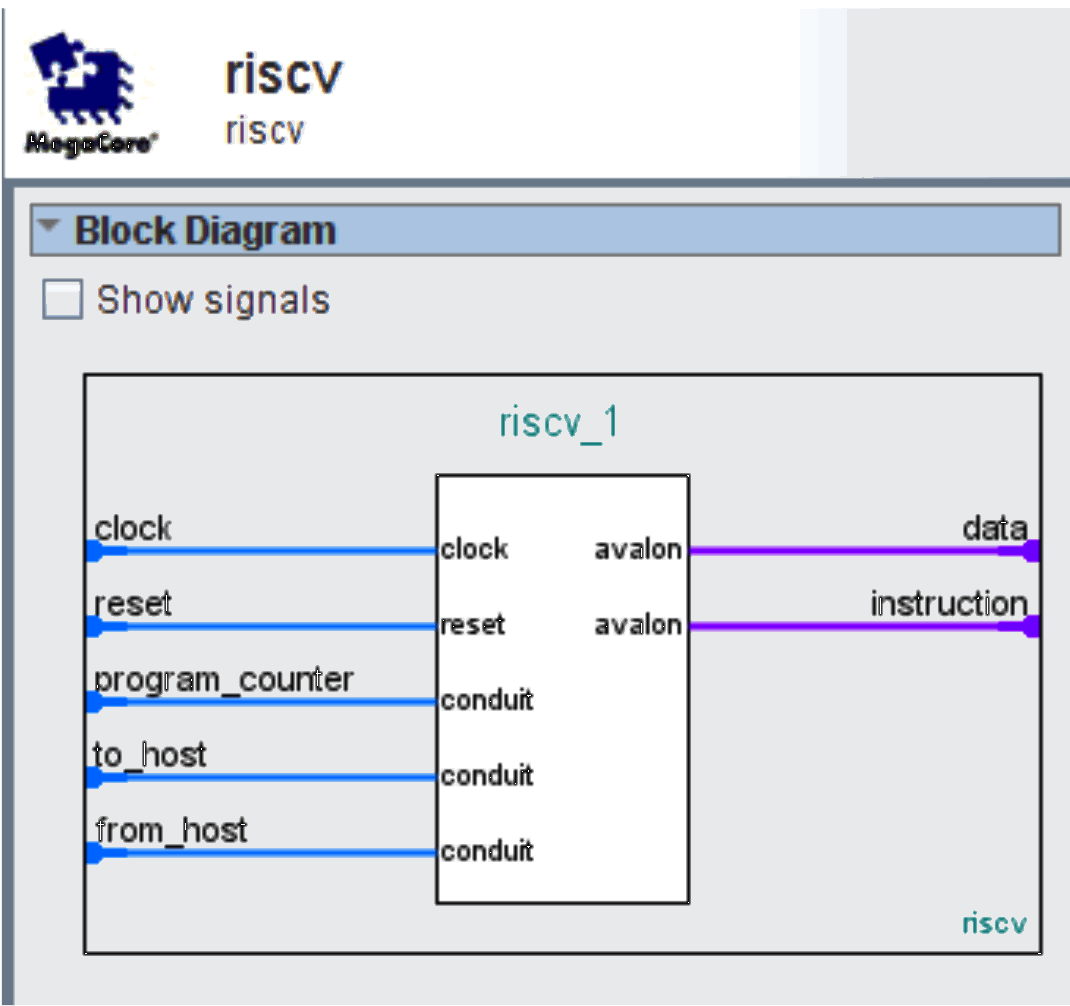 MegaCore®
riscv
riscv
Block Diagram
Show signals
riscv_1
clock
clock
avalon
data
reset
reset
avalon
instruction
program_counter
conduit
to_host
conduit
from_host
conduit
riscv